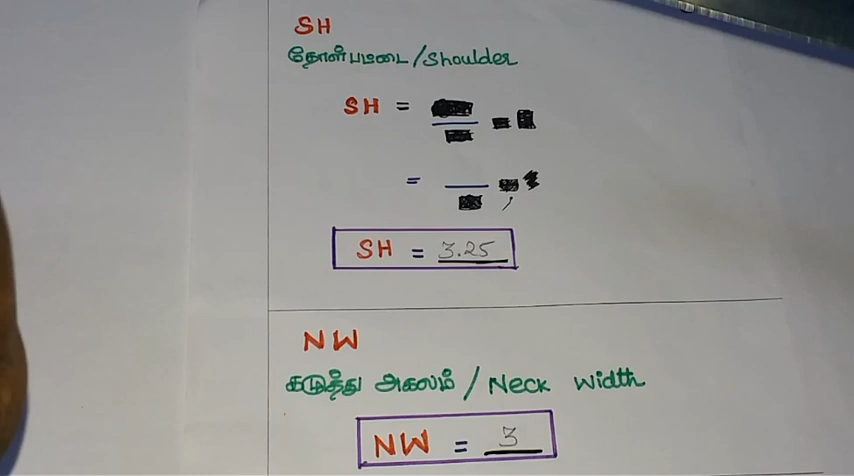 SH
தோள்பட்டை / Shoulder
SH =
=
SH = 3.25
NW
கழுத்து அகலம் / Neck Width
NW = 3